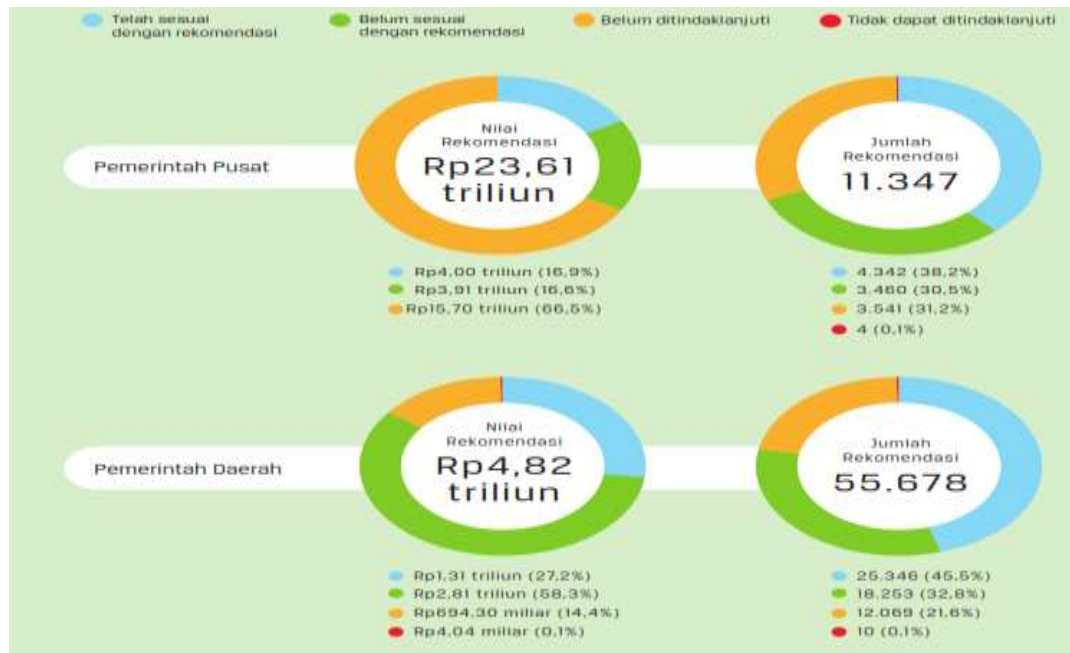 Telah sesuai
dengan rekomendasi
Belum sesuai
dengan rekomendasi
Belum ditindaklanjuti
Tidak dapat ditindaklanjuti
Pemerintah Pusat
Nilai
Rekomendasi
Rp23,61
triliun
Rp4,00 triliun (16,9%)
Rp3,91 triliun (16,6%)
Rp15,70 triliun (66,5%)
Jumlah
Rekomendasi
11.347
4.342 (38,2%)
3.460 (30,5%)
3.541 (31,2%)
4 (0,1%)
Pemerintah Daerah
Nilai
Rekomendasi
Rp4,82
triliun
Rp1,31 triliun (27,2%)
Rp2,81 triliun (58,3%)
Rp694,30 miliar (14,4%)
Rp4,04 miliar (0,1%)
Jumlah
Rekomendasi
55.678
25.346 (45,5%)
18.253 (32,8%)
12.069 (21,6%)
10 (0,1%)